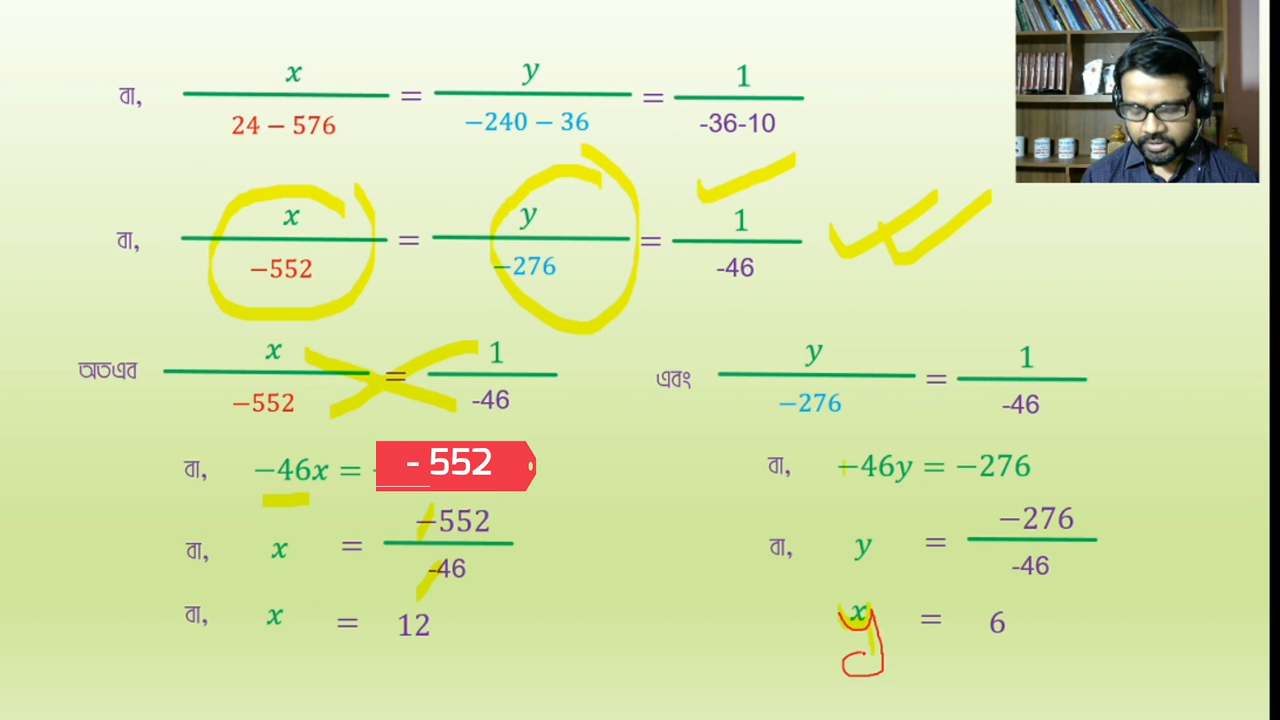 বা, x/(24 − 576) = y/(−240 − 36) = 1/(-36-10)
বা, x/(−552) = y/(−276) = 1/(-46)
অতএব x/(−552) = 1/(-46)
এবং y/(−276) = 1/(-46)
বা, −46x = - 552
বা, −46y = −276
বা, x = −552/-46
বা, y = −276/-46
বা, x = 12
x y = 6